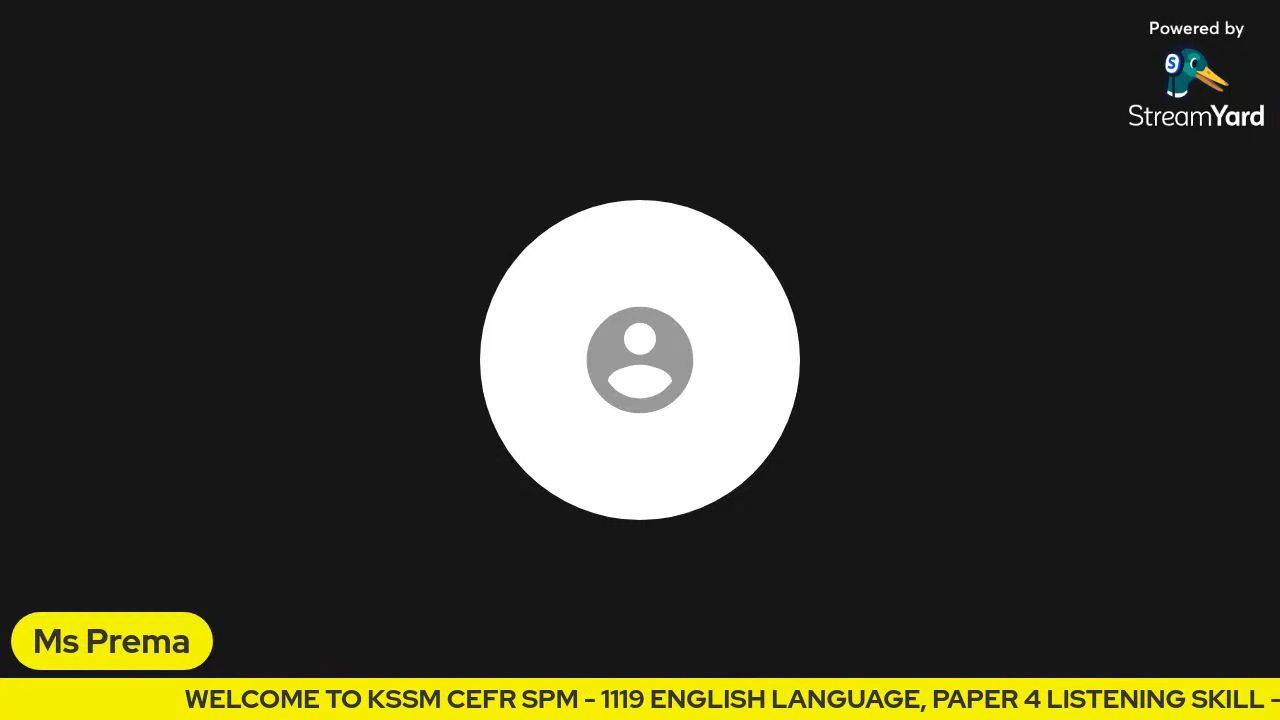 Powered by
S
StreamYard
Ms Prema
WELCOME TO KSSM CEFR SPM - 1119 ENGLISH LANGUAGE, PAPER 4 LISTENING SKILL -